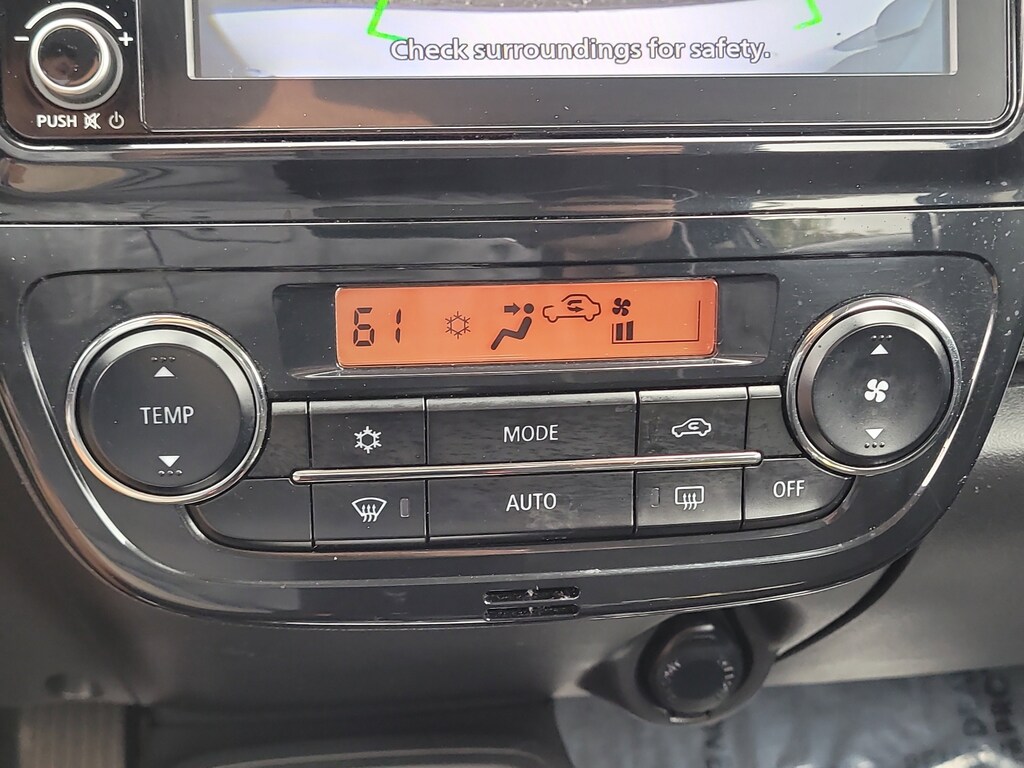 Check surroundings for safety.
- +
PUSH
61
TEMP
MODE
AUTO
OFF